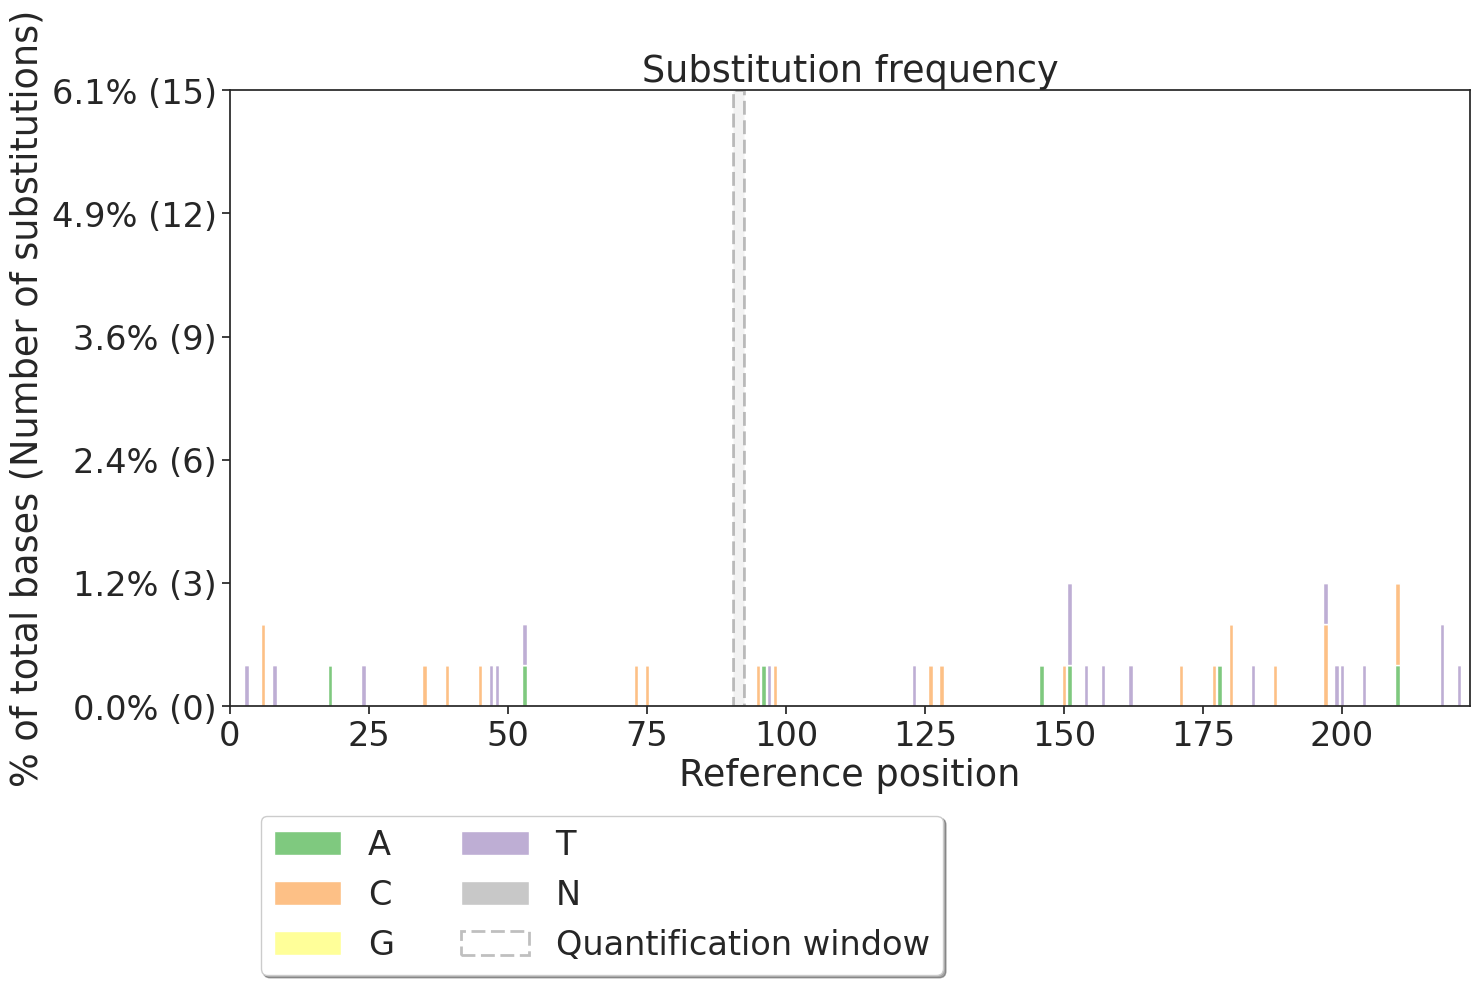 Substitution frequency
% of total bases (Number of substitutions)
6.1% (15)
4.9% (12)
3.6% (9)
2.4% (6)
1.2% (3)
0.0% (0)
0 25 50 75 100 125 150 175 200
Reference position
A T
C N
G Quantification window